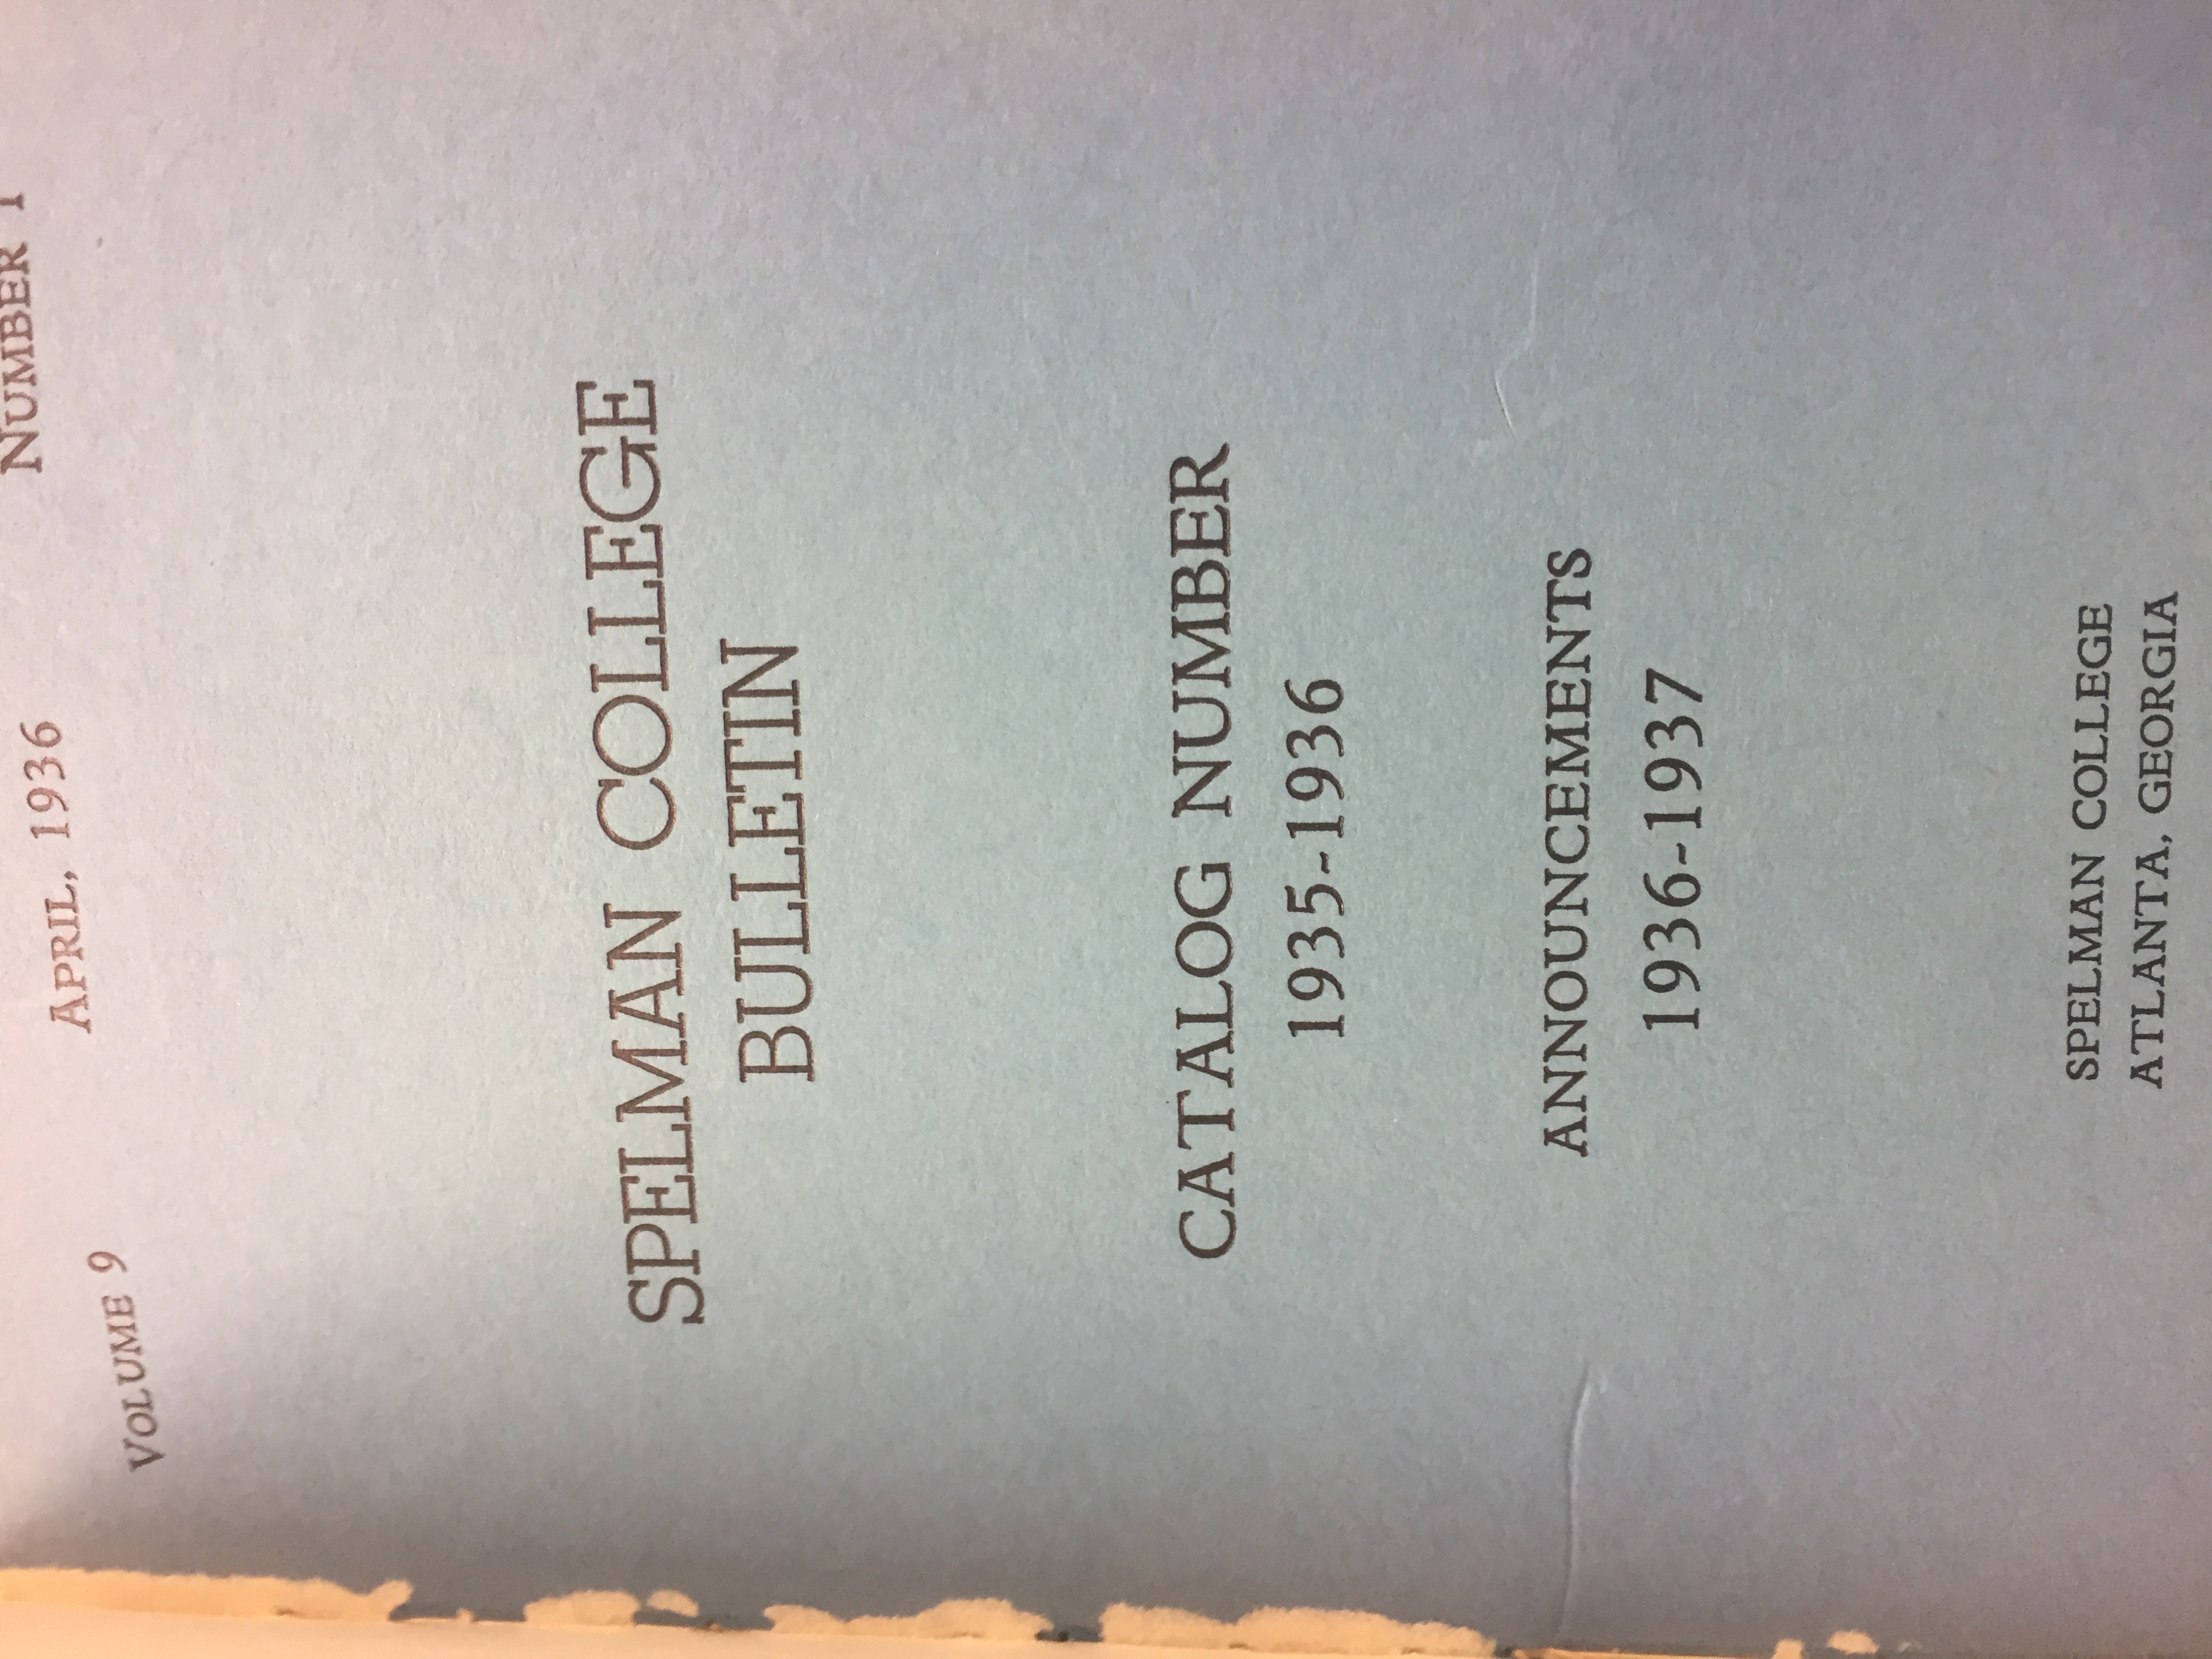 VOLUME 9 APRIL, 1936 NUMBER 1
SPELMAN COLLEGE
BULLETIN
CATALOG NUMBER
1935-1936
ANNOUNCEMENTS
1936-1937
SPELMAN COLLEGE
ATLANTA, GEORGIA